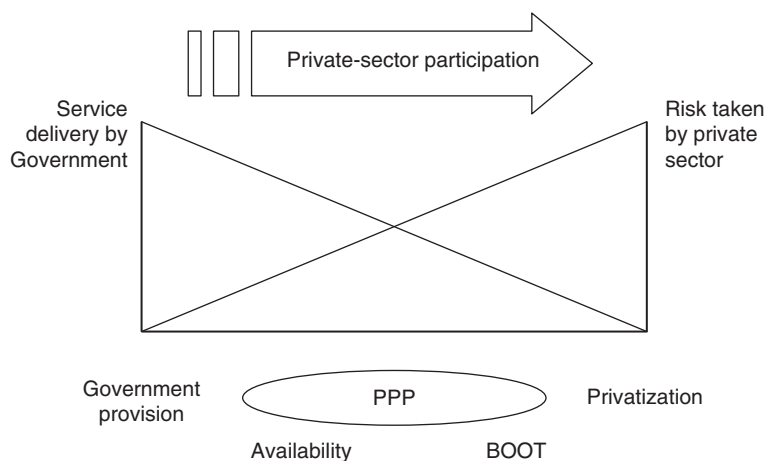 Private-sector participation
Service
delivery by
Government
Risk taken
by private
sector
Government
provision
PPP
Privatization
Availability
BOOT